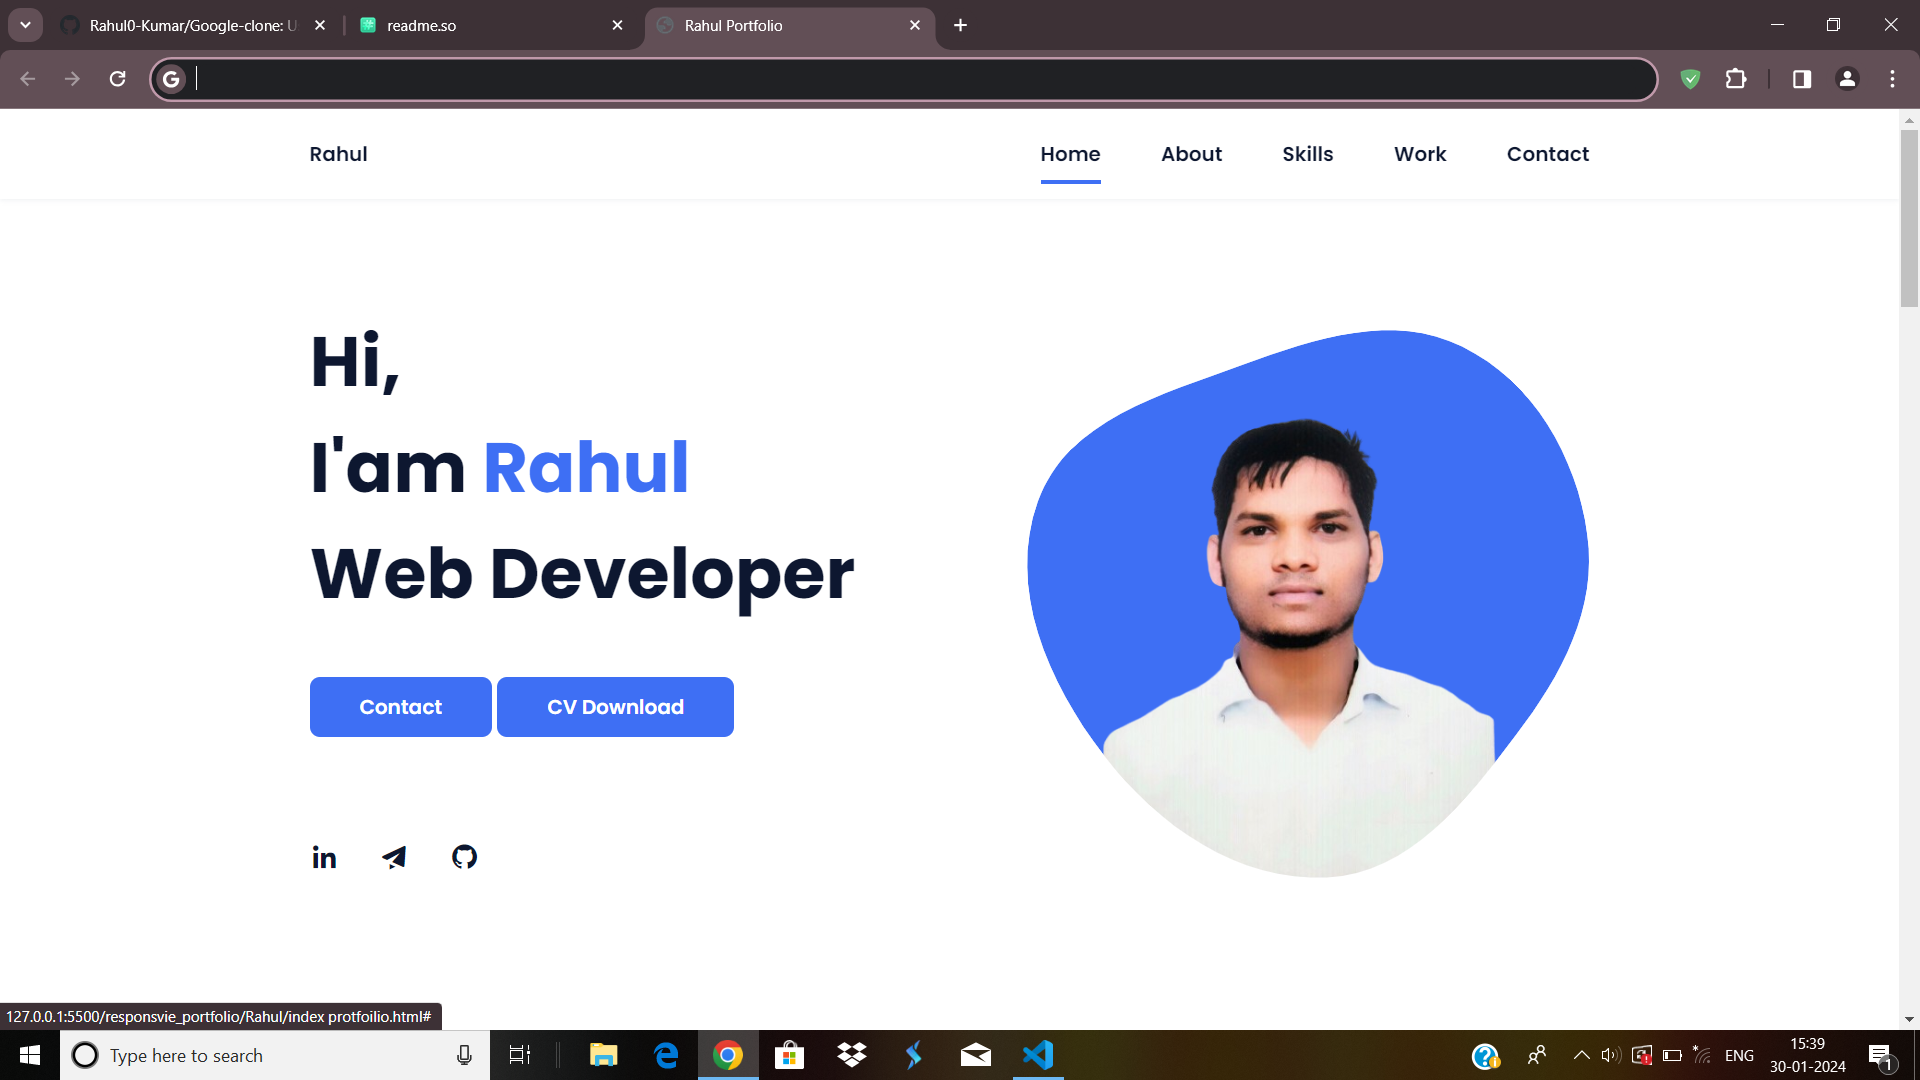 Rahul0-Kumar/Google-clone: U
readme.so
Rahul Portfolio
Rahul
Home
About
Skills
Work
Contact
Hi,
I'am Rahul
Web Developer
Contact
CV Download
127.0.0.1:5500/responsvie_portfolio/Rahul/index protfoilio.html#
Type here to search
ENG
15:39
30-01-2024
1